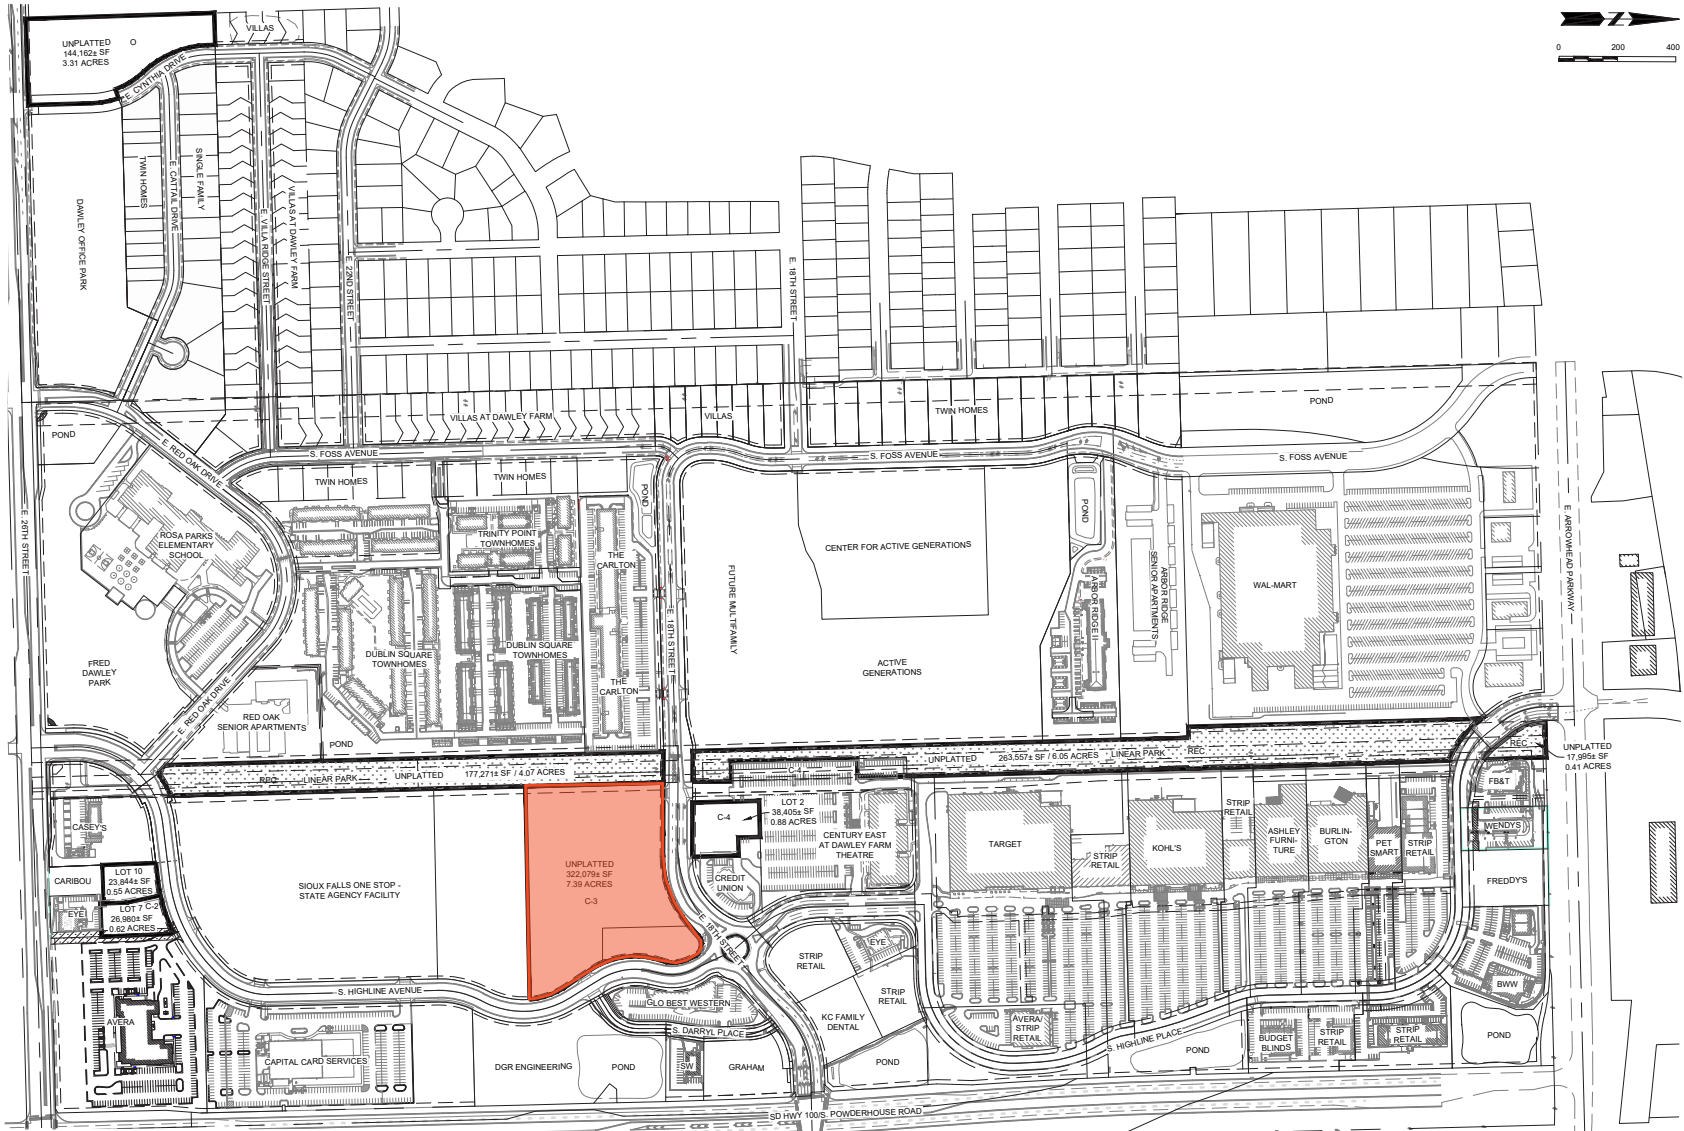 0 200 400
VILLAS
UNPLATTED
144,162± SF
3.31 ACRES
E. CYNTHIA DRIVE
DAWLEY OFFICE PARK
TWIN HOMES
E. CATTAIL DRIVE
SINGLE FAMILY
E. VILLA RIDGE STREET
VILLAS AT DAWLEY FARM
E. 22ND STREET
E. 18TH STREET
E. 26TH STREET
POND
E. RED OAK DRIVE
S. FOSS AVENUE
VILLAS AT DAWLEY FARM
VILLAS
TWIN HOMES
POND
S. FOSS AVENUE
S. FOSS AVENUE
TWIN HOMES
TWIN HOMES
POND
ROSA PARKS
ELEMENTARY
SCHOOL
TRINITY POINT
TOWNHOMES
THE
CARLTON
E. 18TH STREET
FUTURE MULTIFAMILY
CENTER FOR ACTIVE GENERATIONS
POND
ARBOR RIDGE II
ARBOR RIDGE
SENIOR APARTMENTS
WAL-MART
E. ARROWHEAD PARKWAY
FRED
DAWLEY
PARK
E. RED OAK DRIVE
DUBLIN SQUARE
TOWNHOMES
DUBLIN SQUARE
TOWNHOMES
THE
CARLTON
ACTIVE
GENERATIONS
RED OAK
SENIOR APARTMENTS
POND
REC LINEAR PARK UNPLATTED 177,271± SF / 4.07 ACRES
UNPLATTED 263,557± SF / 6.05 ACRES LINEAR PARK REC
REC
UNPLATTED
17,995± SF
0.41 ACRES
CASEY'S
CARIBOU
LOT 10
23,844± SF
0.55 ACRES
EYE
LOT 7 C-2
26,980± SF
0.62 ACRES
SIOUX FALLS ONE STOP -
STATE AGENCY FACILITY
UNPLATTED
322,079± SF
7.39 ACRES
C-3
C-4
LOT 2
38,405± SF
0.88 ACRES
CENTURY EAST
AT DAWLEY FARM
THEATRE
CREDIT
UNION
E. 18TH STREET
TARGET
STRIP
RETAIL
KOHL'S
STRIP
RETAIL
ASHLEY
FURNI-
TURE
BURLIN-
GTON
PET
SMART
STRIP
RETAIL
FB&T
WENDYS
FREDDY'S
BWW
POND
AVERA
S. HIGHLINE AVENUE
CAPITAL CARD SERVICES
DGR ENGINEERING
POND
GLO BEST WESTERN
S. DARRYL PLACE
SW
GRAHAM
EYE
STRIP
RETAIL
STRIP
RETAIL
KC FAMILY
DENTAL
POND
AVERA/
STRIP
RETAIL
S. HIGHLINE PLACE
POND
BUDGET
BLINDS
STRIP
RETAIL
STRIP
RETAIL
SD HWY 100/S. POWDERHOUSE ROAD